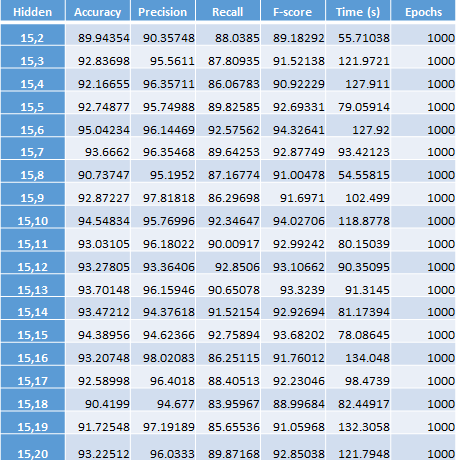 Hidden Accuracy Precision Recall F-score Time (s) Epochs
15,2 89.94354 90.35748 88.0385 89.18292 55.71038 1000
15,3 92.83698 95.5611 87.80935 91.52138 121.9721 1000
15,4 92.16655 96.35711 86.06783 90.92229 127.911 1000
15,5 92.74877 95.74988 89.82585 92.69331 79.05914 1000
15,6 95.04234 96.14469 92.57562 94.32641 127.92 1000
15,7 93.6662 96.35468 89.64253 92.87749 93.42123 1000
15,8 90.73747 95.1952 87.16774 91.00478 54.55815 1000
15,9 92.87227 97.81818 86.29698 91.6971 102.499 1000
15,10 94.54834 95.76996 92.34647 94.02706 118.8778 1000
15,11 93.03105 96.18022 90.00917 92.99242 80.15039 1000
15,12 93.27805 93.36406 92.8506 93.10662 90.35095 1000
15,13 93.70148 96.15946 90.65078 93.3239 91.3145 1000
15,14 93.47212 94.37618 91.52154 92.92694 81.17394 1000
15,15 94.38956 94.62366 92.75894 93.68202 78.08645 1000
15,16 93.20748 98.02083 86.25115 91.76012 134.048 1000
15,17 92.58998 96.4018 88.40513 92.23046 98.4739 1000
15,18 90.4199 94.677 83.95967 88.99684 82.44917 1000
15,19 91.72548 97.19189 85.65536 91.05968 132.3058 1000
15,20 93.22512 96.0333 89.87168 92.85038 121.7948 1000